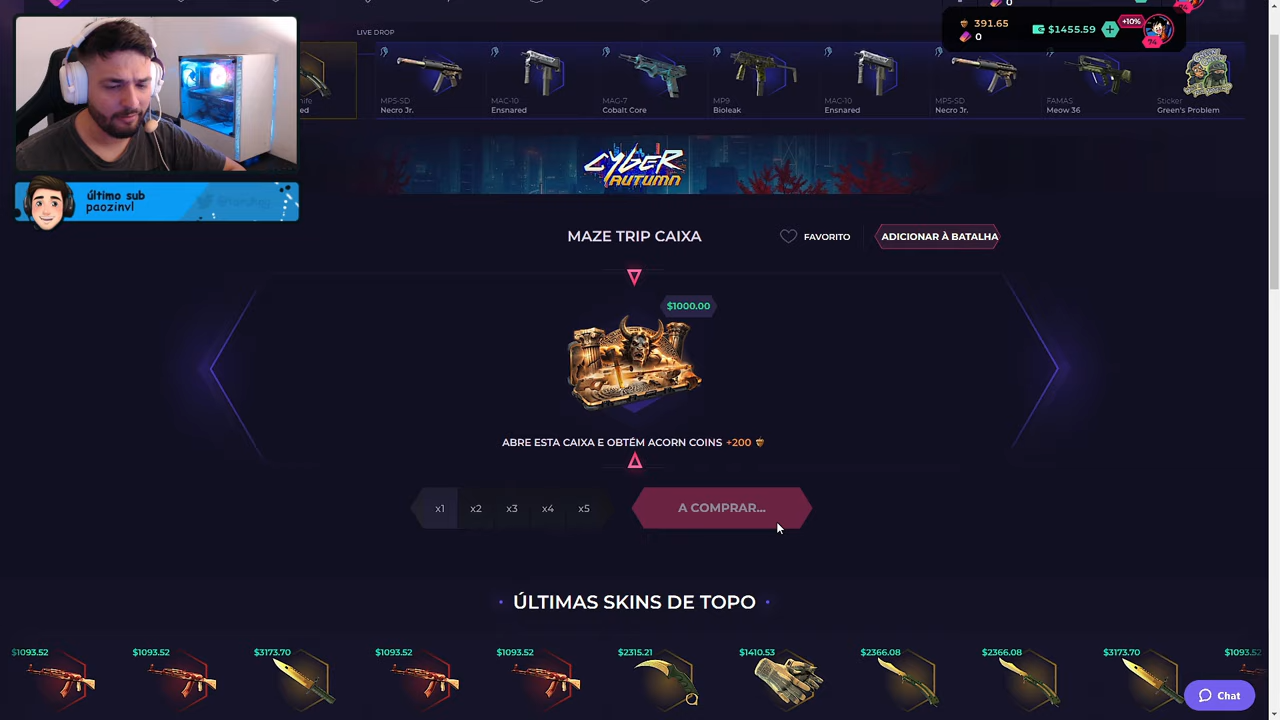 0
391.65
0
$1455.59
+10%
74
LIVE DROP
MP5-SD
Necro Jr.
MAC-10
Ensnared
MAG-7
Cobalt Core
MP9
Bioleak
MAC-10
Ensnared
MP5-SD
Necro Jr.
FAMAS
Meow 36
Sticker
Green's Problem
último sub
paozinvl
CYBER
AUTUMN
MAZE TRIP CAIXA
FAVORITO
ADICIONAR À BATALHA
$1000.00
ABRE ESTA CAIXA E OBTÉM ACORN COINS +200
x1 x2 x3 x4 x5
A COMPRAR...
ÚLTIMAS SKINS DE TOPO
$1093.52 $1093.52 $3173.70 $1093.52 $1093.52 $2315.21 $1410.53 $2366.08 $2366.08 $3173.70 $1093.52
Chat